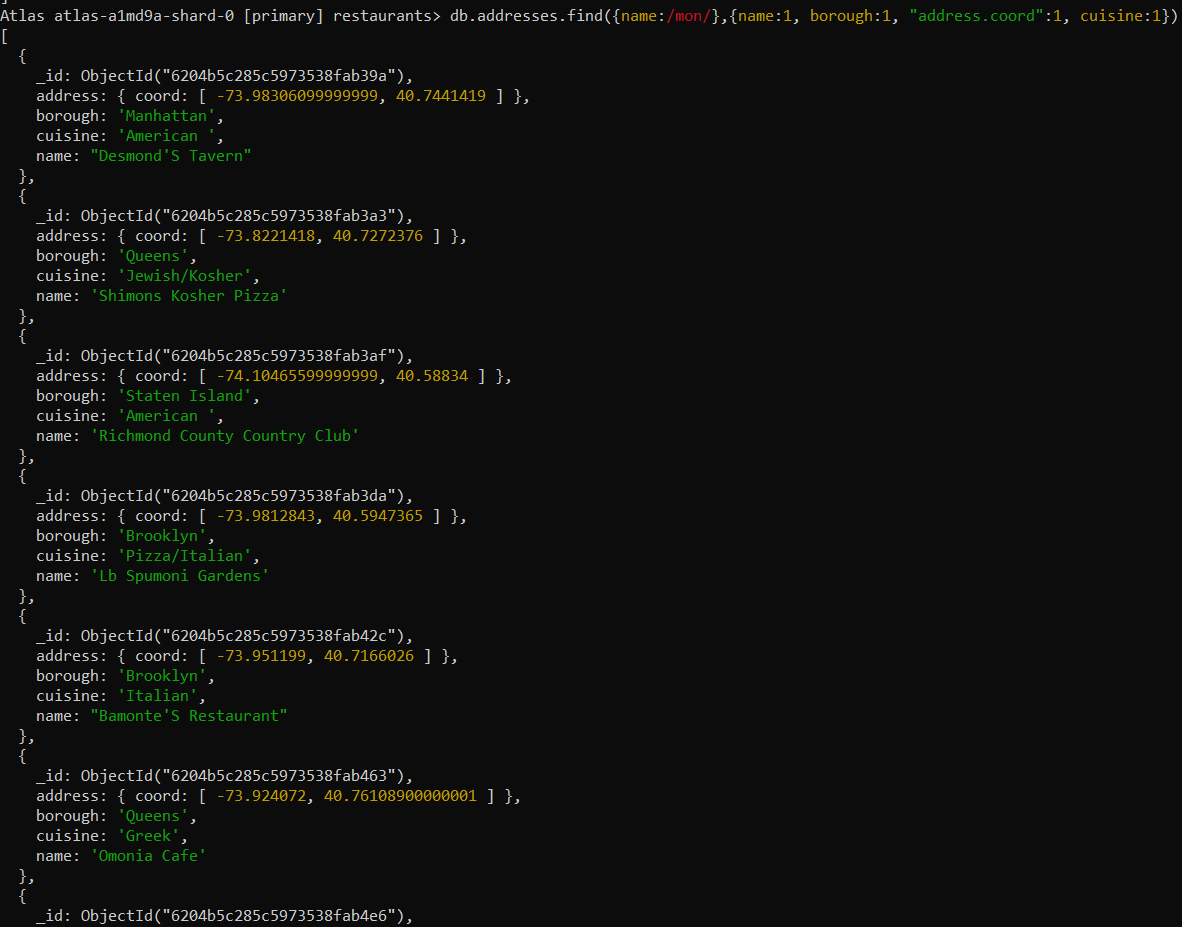 Atlas atlas-a1md9a-shard-0 [primary] restaurants> db.addresses.find({name:/mon/},{name:1, borough:1, "address.coord":1, cuisine:1})
[
  {
    _id: ObjectId("6204b5c285c5973538fab39a"),
    address: { coord: [ -73.98306099999999, 40.7441419 ] },
    borough: 'Manhattan',
    cuisine: 'American ',
    name: "Desmond'S Tavern"
  },
  {
    _id: ObjectId("6204b5c285c5973538fab3a3"),
    address: { coord: [ -73.8221418, 40.7272376 ] },
    borough: 'Queens',
    cuisine: 'Jewish/Kosher',
    name: 'Shimons Kosher Pizza'
  },
  {
    _id: ObjectId("6204b5c285c5973538fab3af"),
    address: { coord: [ -74.10465599999999, 40.58834 ] },
    borough: 'Staten Island',
    cuisine: 'American ',
    name: 'Richmond County Country Club'
  },
  {
    _id: ObjectId("6204b5c285c5973538fab3da"),
    address: { coord: [ -73.9812843, 40.5947365 ] },
    borough: 'Brooklyn',
    cuisine: 'Pizza/Italian',
    name: 'Lb Spumoni Gardens'
  },
  {
    _id: ObjectId("6204b5c285c5973538fab42c"),
    address: { coord: [ -73.951199, 40.7166026 ] },
    borough: 'Brooklyn',
    cuisine: 'Italian',
    name: "Bamonte'S Restaurant"
  },
  {
    _id: ObjectId("6204b5c285c5973538fab463"),
    address: { coord: [ -73.924072, 40.76108900000001 ] },
    borough: 'Queens',
    cuisine: 'Greek',
    name: 'Omonia Cafe'
  },
  {
    _id: ObjectId("6204b5c285c5973538fab4e6"),